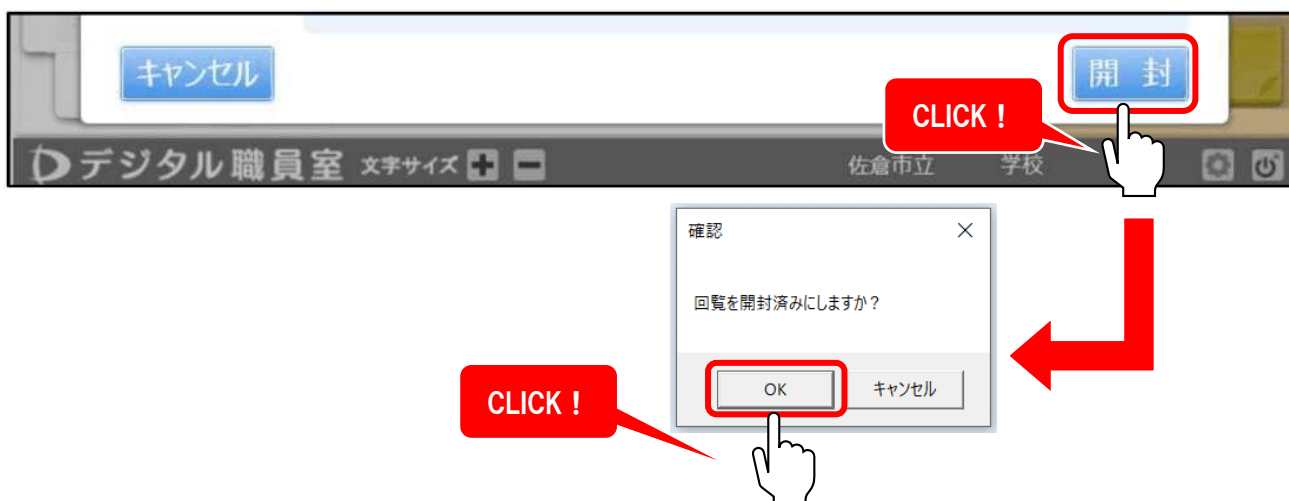 キャンセル
開 封
CLICK！
デジタル職員室 文字サイズ
佐倉市立 学校
確認
回覧を開封済みにしますか？
OK キャンセル
CLICK！